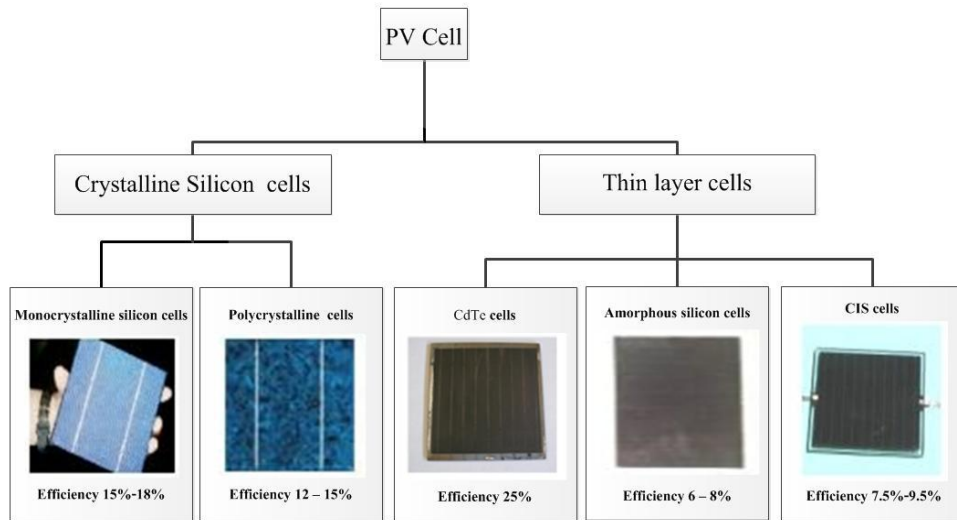 PV Cell
Crystalline Silicon cells
Thin layer cells
Monocrystalline silicon cells
Efficiency 15%-18%
Polycrystalline cells
Efficiency 12 – 15%
CdTe cells
Efficiency 25%
Amorphous silicon cells
Efficiency 6 – 8%
CIS cells
Efficiency 7.5%-9.5%